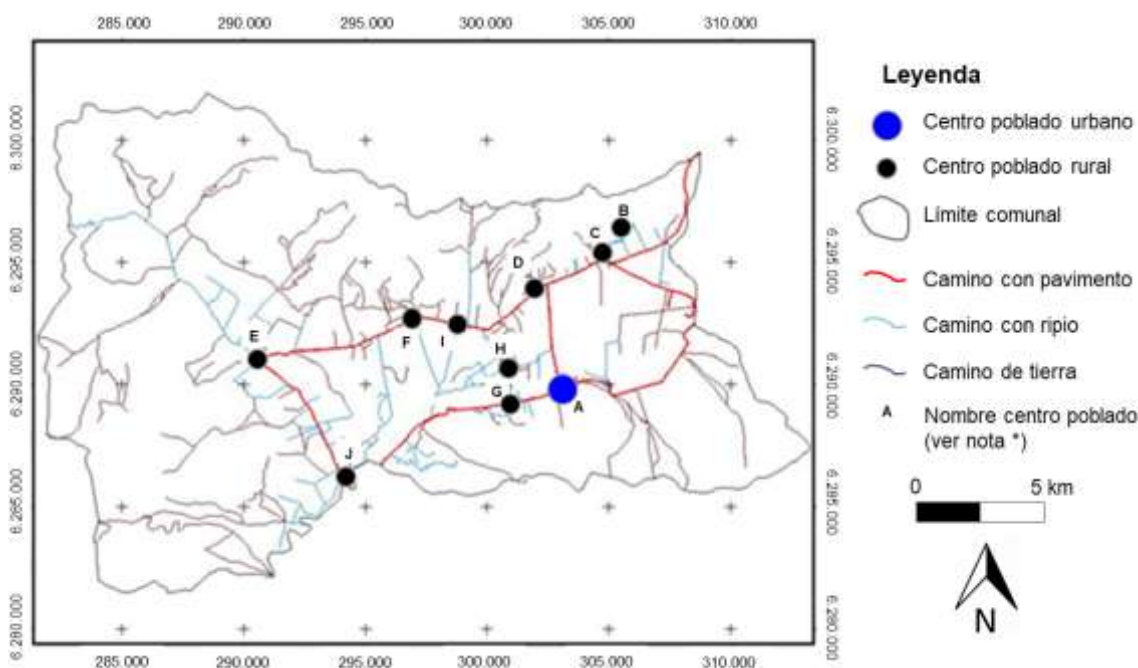 285.000 290.000 295.000 300.000 305.000 310.000
6.300.000
6.295.000
6.290.000
6.285.000
6.280.000
6.300.000
6.295.000
6.290.000
6.285.000
6.280.000
B
C
D
E
F
I
H
G
A
J
285.000 290.000 295.000 300.000 305.000 310.000
Leyenda
Centro poblado urbano
Centro poblado rural
Límite comunal
Camino con pavimento
Camino con ripio
Camino de tierra
A Nombre centro poblado
(ver nota *)
0 5 km
N